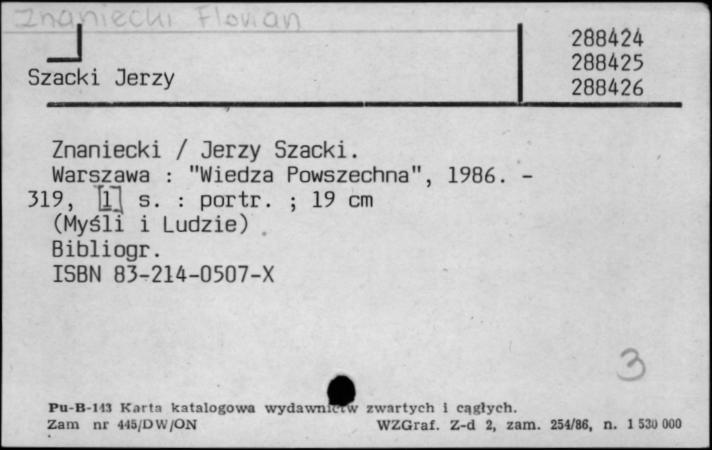 Znaniecki Florian
288424
288425
Szacki Jerzy
288426
Znaniecki / Jerzy Szacki.
Warszawa : "Wiedza Powszechna", 1986. -
319, [1] s. : portr. ; 19 cm
(Myśli i Ludzie)
Bibliogr.
ISBN 83-214-0507-X
3
Pu-B-143 Karta katalogowa wydawnictw zwartych i cągłych.
Zam nr 445/DW/ON WZGraf. Z-d 2, zam. 254/86, n. 1 530 000